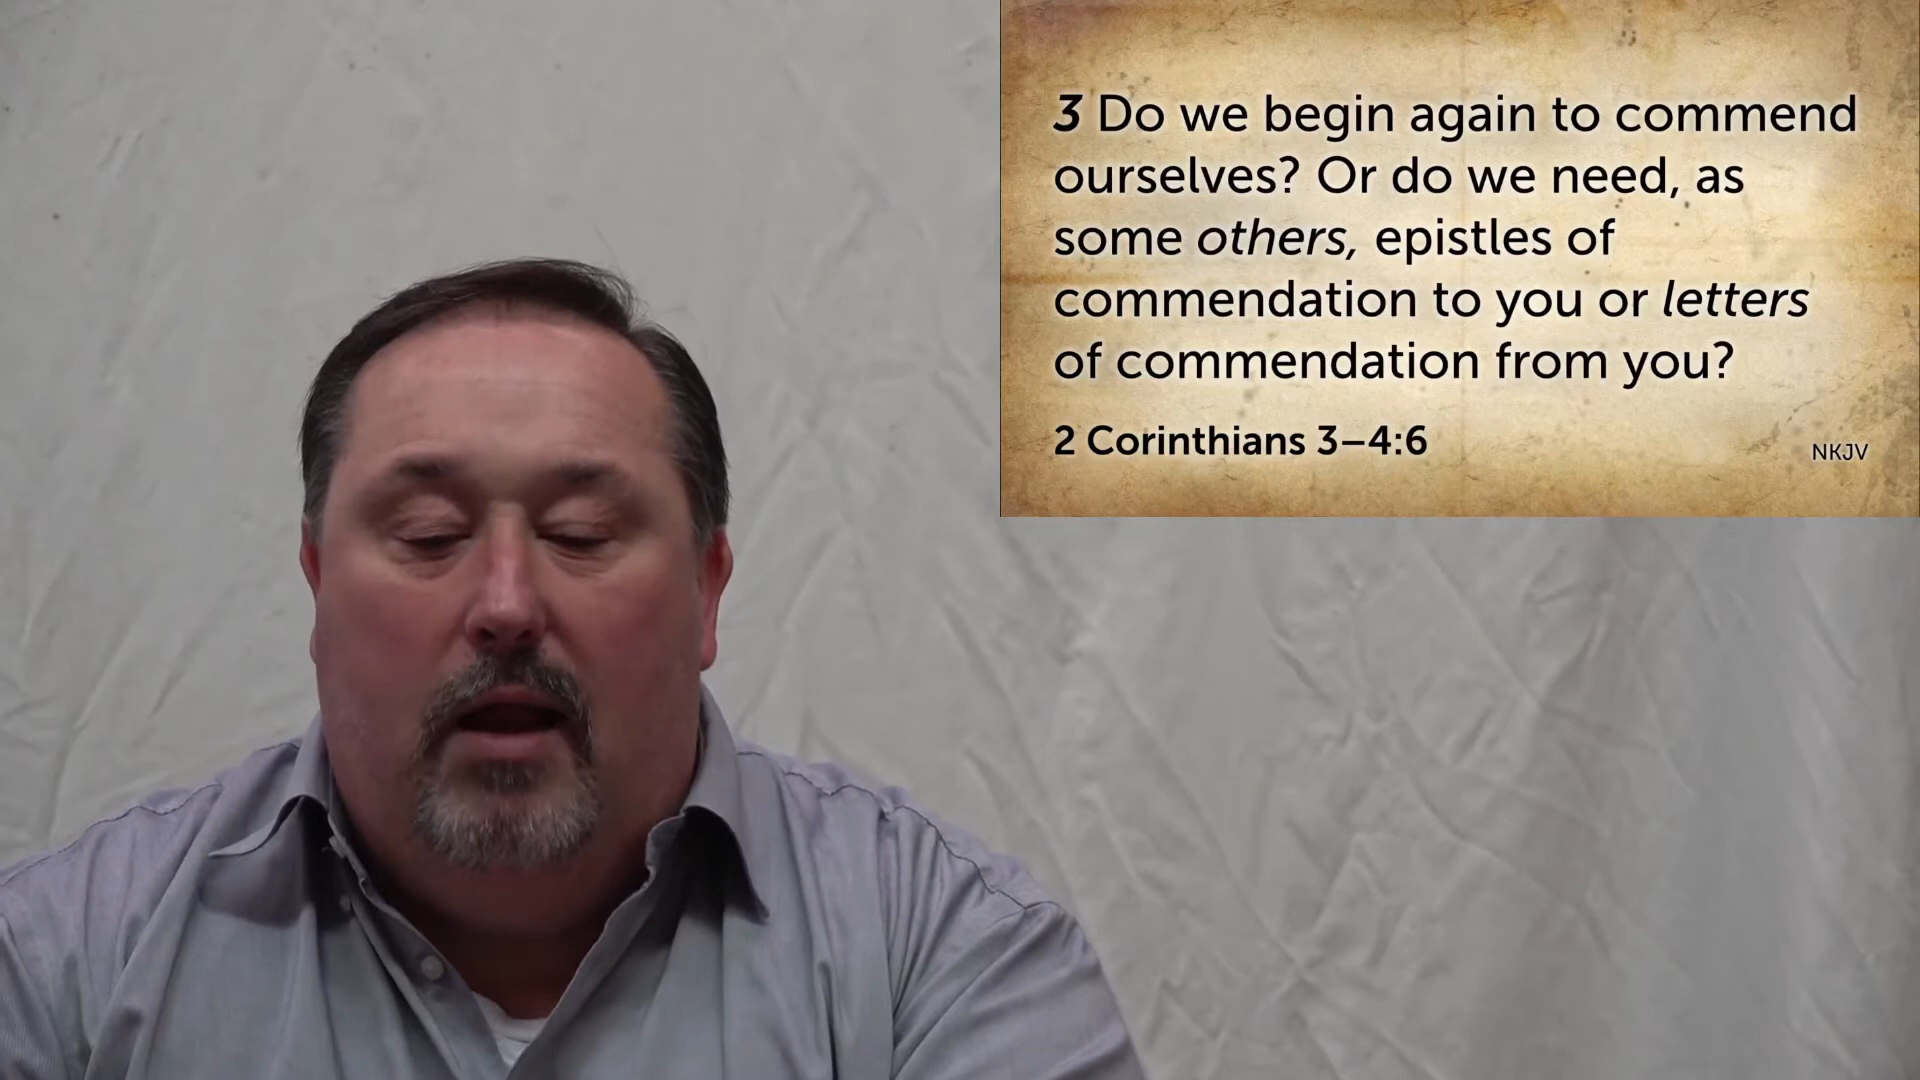 3 Do we begin again to commend
ourselves? Or do we need, as
some others, epistles of
commendation to you or letters
of commendation from you?
2 Corinthians 3–4:6
NKJV